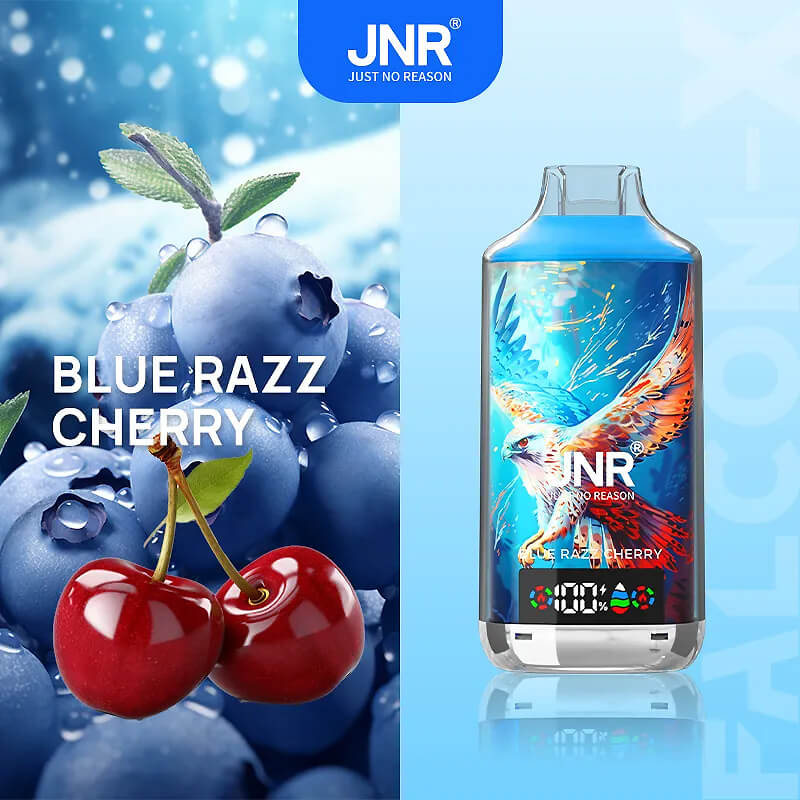 JNR®
JUST NO REASON
BLUE RAZZ
CHERRY
JNR®
JUST NO REASON
BLUE RAZZ CHERRY
100%
FALCON-X